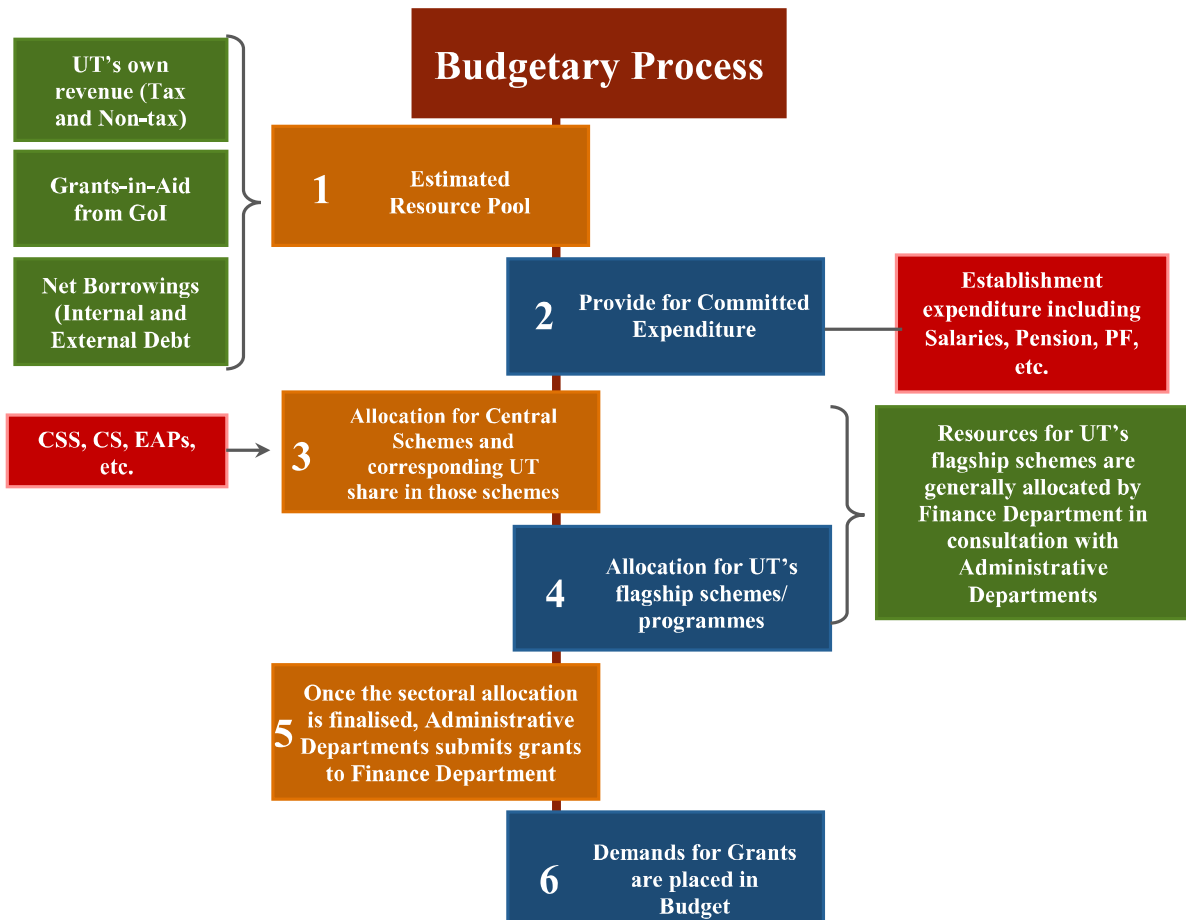 Budgetary Process
UT’s own
revenue (Tax
and Non-tax)
Grants-in-Aid
from GoI
Net Borrowings
(Internal and
External Debt
1
Estimated
Resource Pool
2
Provide for Committed
Expenditure
Establishment
expenditure including
Salaries, Pension, PF,
etc.
CSS, CS, EAPs,
etc.
3
Allocation for Central
Schemes and
corresponding UT
share in those schemes
4
Allocation for UT’s
flagship schemes/
programmes
Resources for UT’s
flagship schemes are
generally allocated by
Finance Department in
consultation with
Administrative
Departments
5
Once the sectoral allocation
is finalised, Administrative
Departments submits grants
to Finance Department
6
Demands for Grants
are placed in
Budget